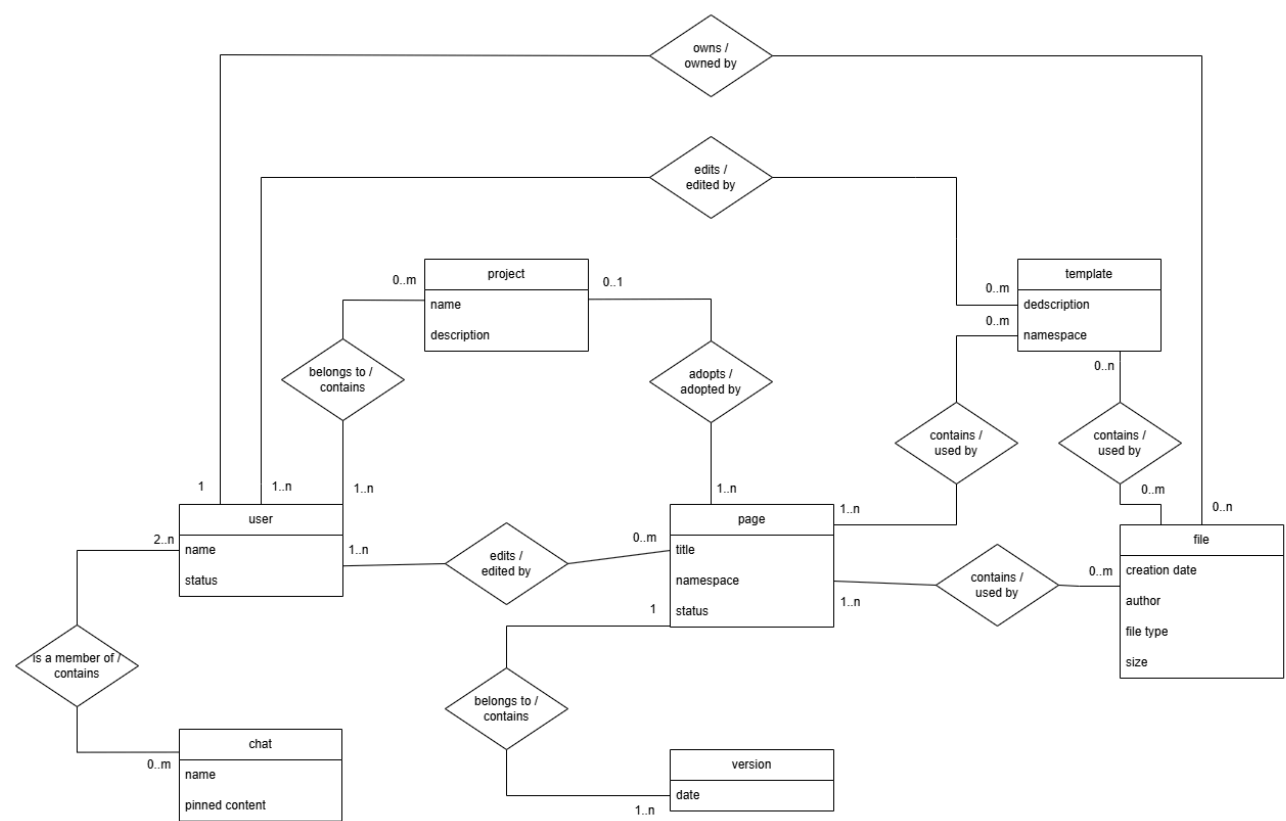 owns /
owned by
edits /
edited by
0..m
project
name
description
0..1
template
0..m
dedscription
0..m
namespace
0..n
belongs to /
contains
adopts /
adopted by
contains /
used by
contains /
used by
1
1..n
1..n
1..n
1..n
0..m
0..n
user
name
status
2..n
1..n
edits /
edited by
0..m
page
title
namespace
status
1
1..n
contains /
used by
0..m
file
creation date
author
file type
size
is a member of /
contains
belongs to /
contains
0..m
chat
name
pinned content
version
date
1..n